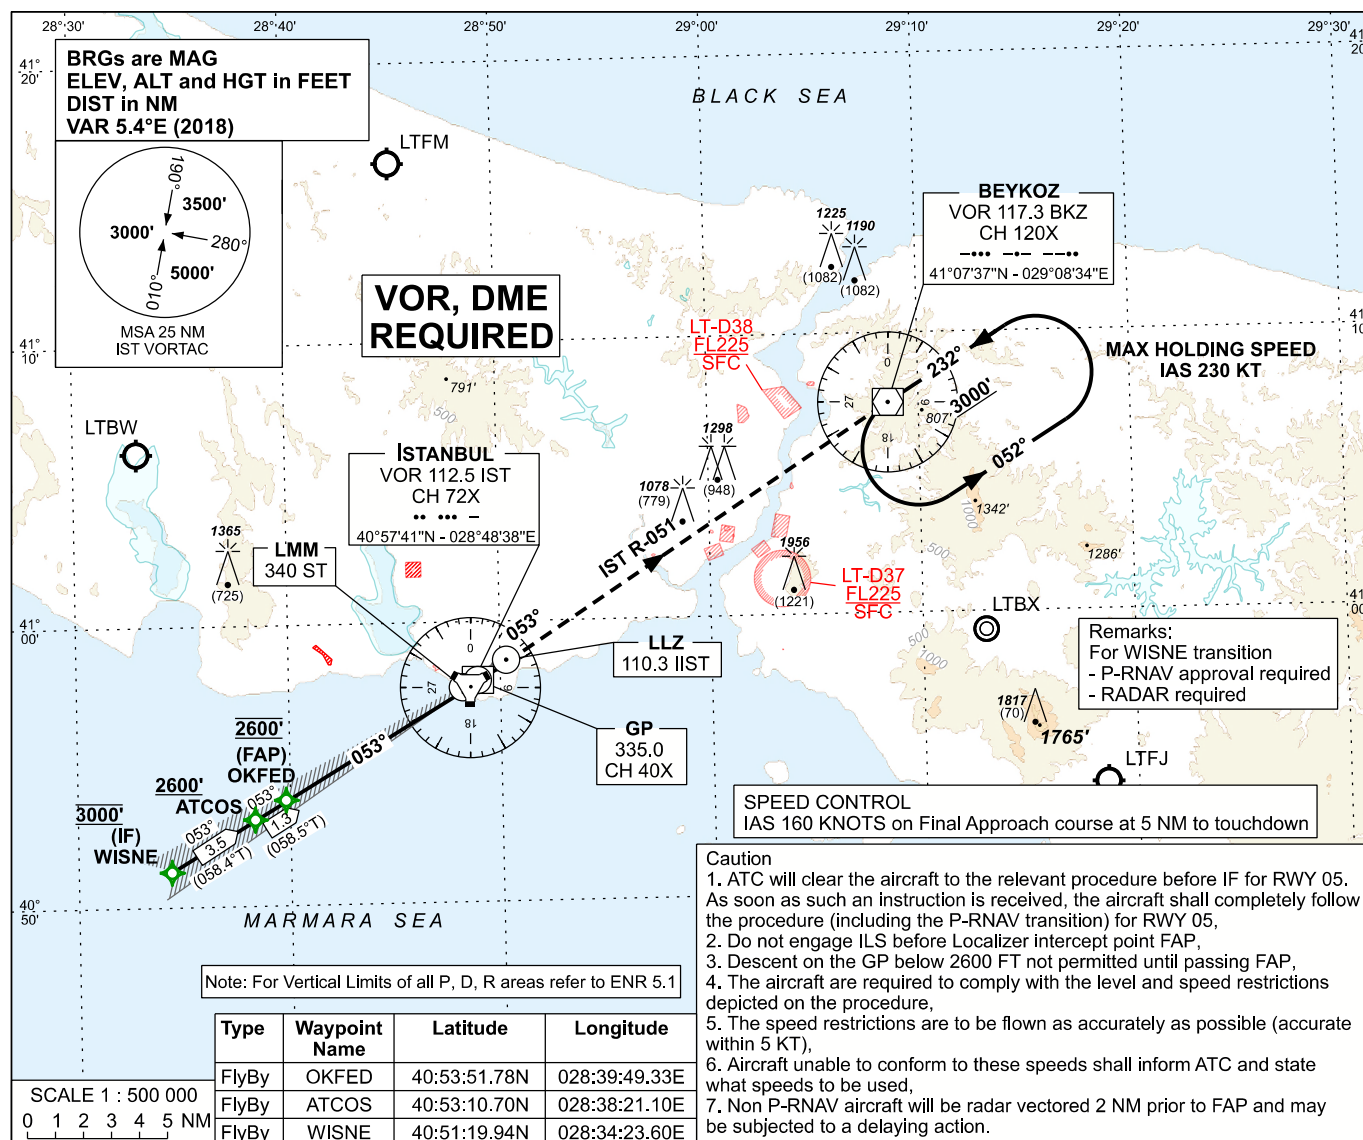 28°30'
28°40'
28°50'
29°00'
29°10'
29°20'
29°30'
41°
20'
41
20
BRGs are MAG
ELEV, ALT and HGT in FEET
DIST in NM
VAR 5.4°E (2018)
190°
3500'
3000'
280°
5000'
010°
MSA 25 NM
IST VORTAC
LTFM
BLACK SEA
VOR, DME
REQUIRED
1225
1190
(1082)
(1082)
BEYKOZ
VOR 117.3 BKZ
CH 120X
41°07'37"N - 029°08'34"E
LT-D38
FL225
SFC
41°
10'
41
10
MAX HOLDING SPEED
IAS 230 KT
232°
3000'
052°
0
9
18
27
807'
791'
500
LTBW
İSTANBUL
VOR 112.5 IST
CH 72X
40°57'41"N - 028°48'38"E
1298
(948)
1078
(779)
IST R-051
1342'
1000
500
1286'
1365
(725)
LMM
340 ST
1956
(1221)
LT-D37
FL225
SFC
LTBX
41°
00'
41
00
053°
LLZ
110.3 IIST
0
9
18
27
GP
335.0
CH 40X
Remarks:
For WISNE transition
- P-RNAV approval required
- RADAR required
500
1000
1817
(70)
1765'
LTFJ
2600'
(FAP)
OKFED
053°
2600'
ATCOS
053°
3000'
(IF)
WISNE
053°
3.5
1.3
(058.4°T)
(058.5°T)
SPEED CONTROL
IAS 160 KNOTS on Final Approach course at 5 NM to touchdown
40°
50'
MARMARA SEA
Caution
1. ATC will clear the aircraft to the relevant procedure before IF for RWY 05.
As soon as such an instruction is received, the aircraft shall completely follow
the procedure (including the P-RNAV transition) for RWY 05,
2. Do not engage ILS before Localizer intercept point FAP,
3. Descent on the GP below 2600 FT not permitted until passing FAP,
4. The aircraft are required to comply with the level and speed restrictions
depicted on the procedure,
5. The speed restrictions are to be flown as accurately as possible (accurate
within 5 KT),
6. Aircraft unable to conform to these speeds shall inform ATC and state
what speeds to be used,
7. Non P-RNAV aircraft will be radar vectored 2 NM prior to FAP and may
be subjected to a delaying action.
Note: For Vertical Limits of all P, D, R areas refer to ENR 5.1
Type Waypoint Name Latitude Longitude
FlyBy OKFED 40:53:51.78N 028:39:49.33E
FlyBy ATCOS 40:53:10.70N 028:38:21.10E
FlyBy WISNE 40:51:19.94N 028:34:23.60E
SCALE 1 : 500 000
0 1 2 3 4 5 NM